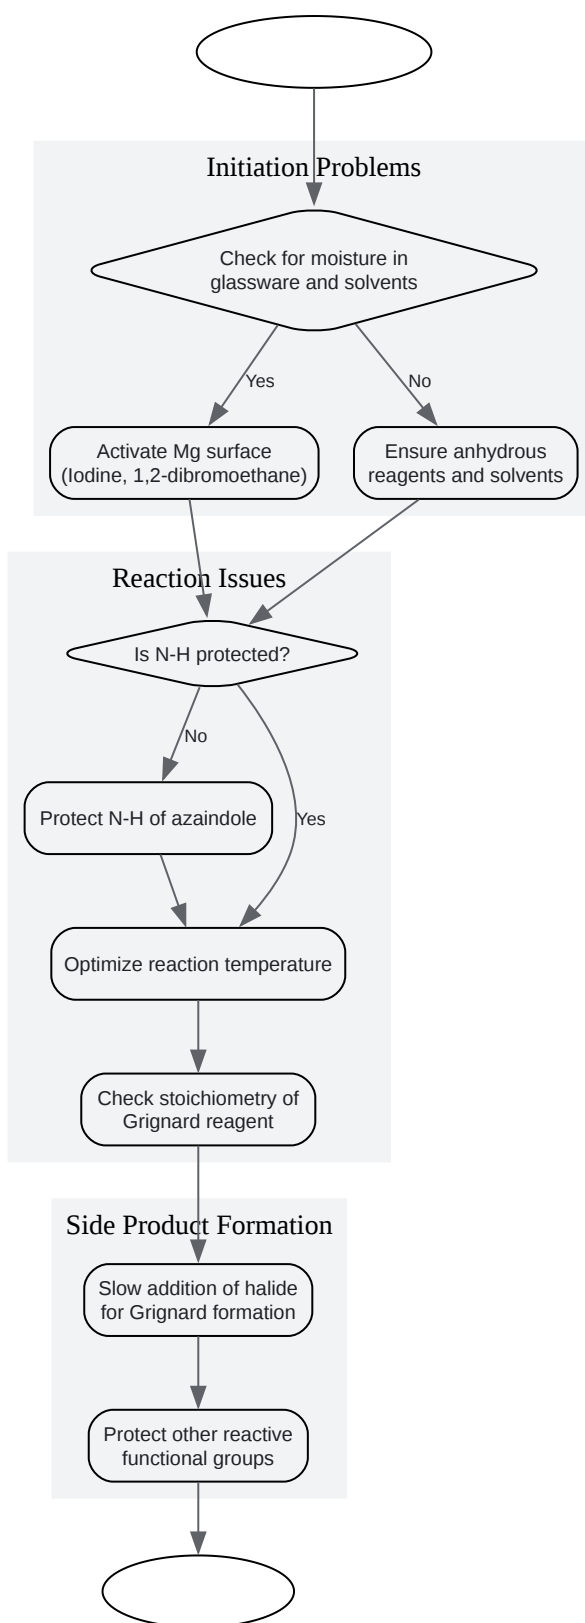 Initiation Problems
Check for moisture in
glassware and solvents
Yes
No
Activate Mg surface
(Iodine, 1,2-dibromoethane)
Ensure anhydrous
reagents and solvents
Reaction Issues
Is N-H protected?
No
Protect N-H of azaindole
Yes
Optimize reaction temperature
Check stoichiometry of
Grignard reagent
Side Product Formation
Slow addition of halide
for Grignard formation
Protect other reactive
functional groups